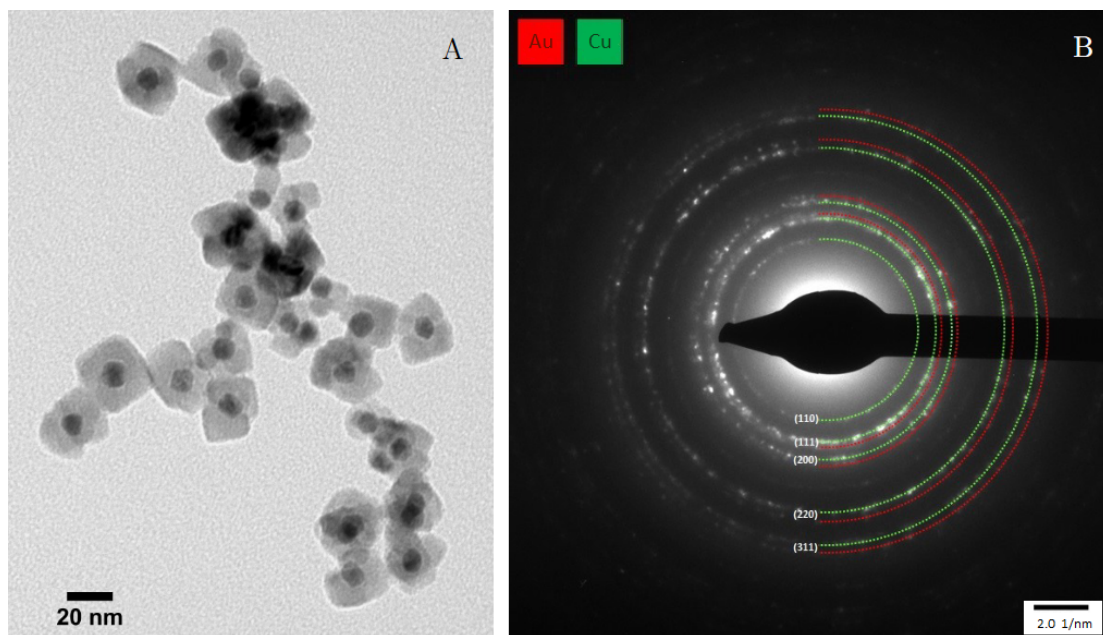 A
20 nm
Au Cu
B
(110)
(111)
(200)
(220)
(311)
2.0 1/nm